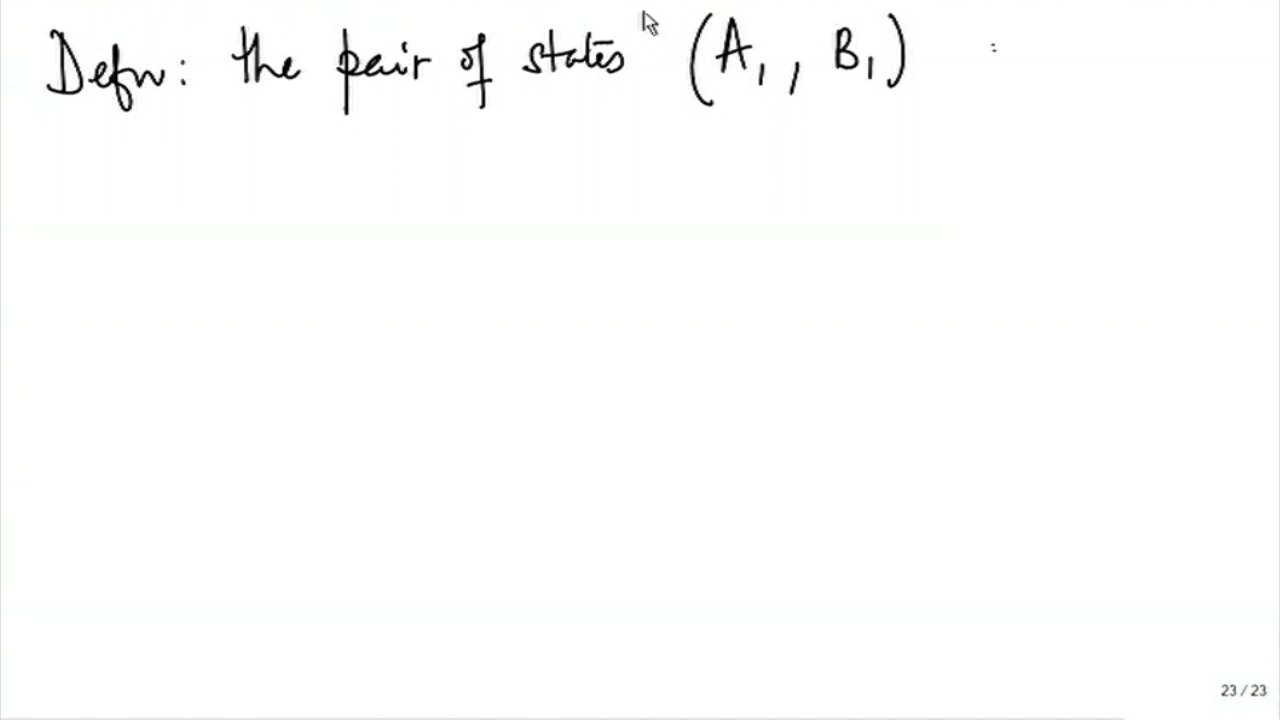 Defn: the pair of states (A₁, B₁)
23 / 23